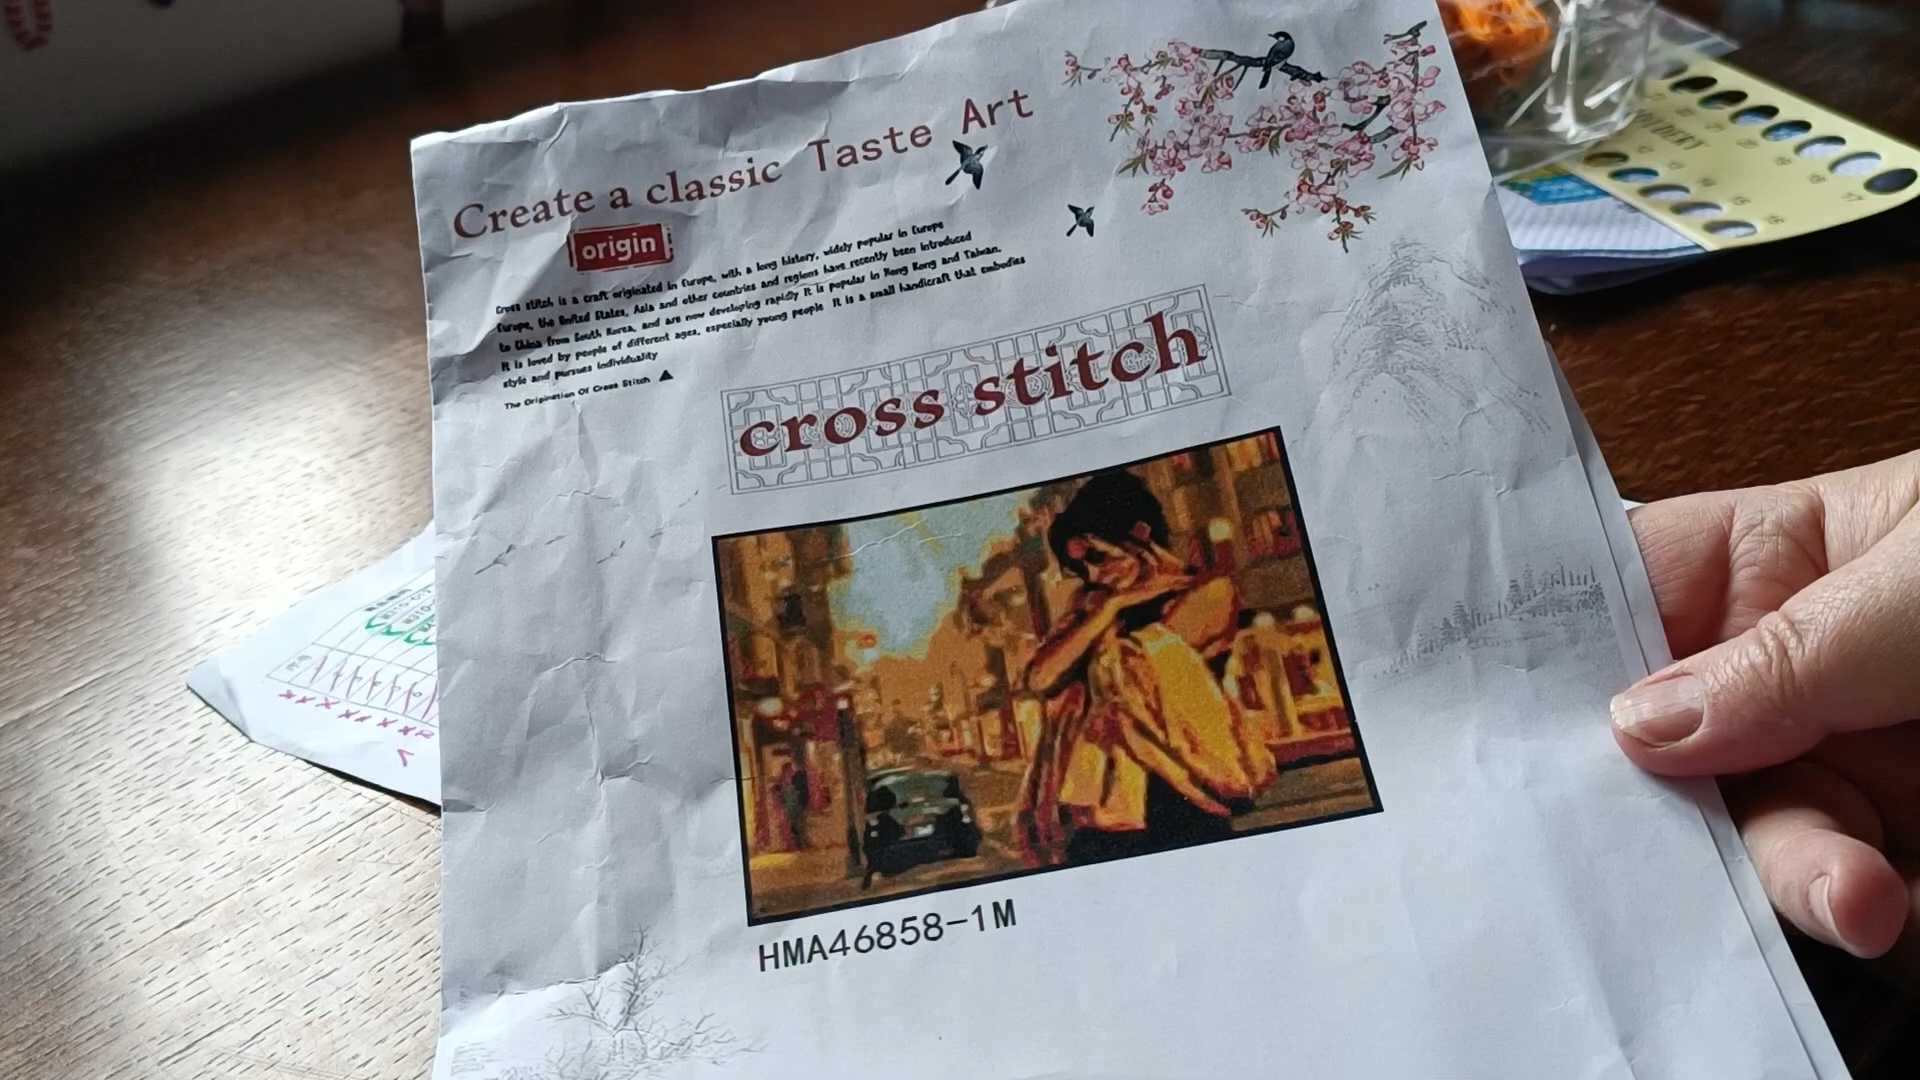 Create a classic Taste Art
origin
Cross stitch is a craft originated in Europe, with a long history, widely popular in Europe
Europe, the United States, Asia and other countries and regions have recently been introduced
to China from South Korea, and are now developing rapidly It is popular in Hong Kong and Taiwan.
It is loved by people of different ages, especially young people It is a small handicraft that embodies
style and pursues individuality
The Origination Of Cross Stitch
cross stitch
HMA46858-1M